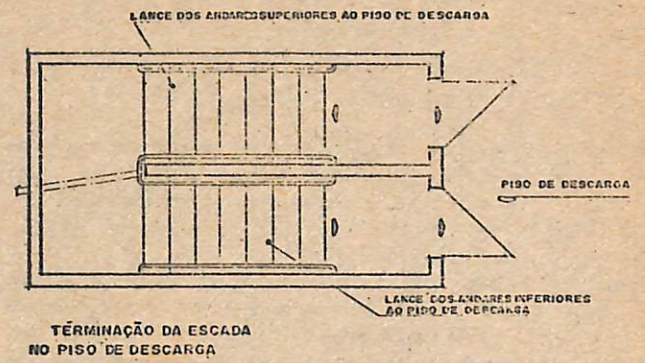 LANCE DOS ANDARES SUPERIORES AO PISO DE DESCARGA
PISO DE DESCARGA
LANCE DOS ANDARES INFERIORES
AO PISO DE DESCARGA
TERMINAÇÃO DA ESCADA
NO PISO DE DESCARGA